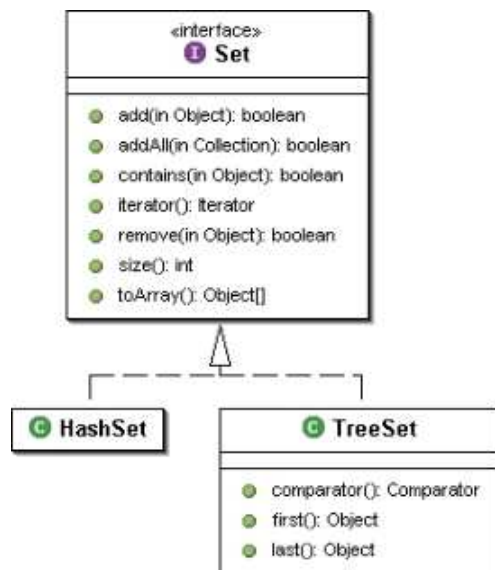 «interface»
I Set
add(in Object): boolean
addAll(in Collection): boolean
contains(in Object): boolean
iterator(): Iterator
remove(in Object): boolean
size(): int
toArray(): Object[]
C HashSet
C TreeSet
comparator(): Comparator
first(): Object
last(): Object